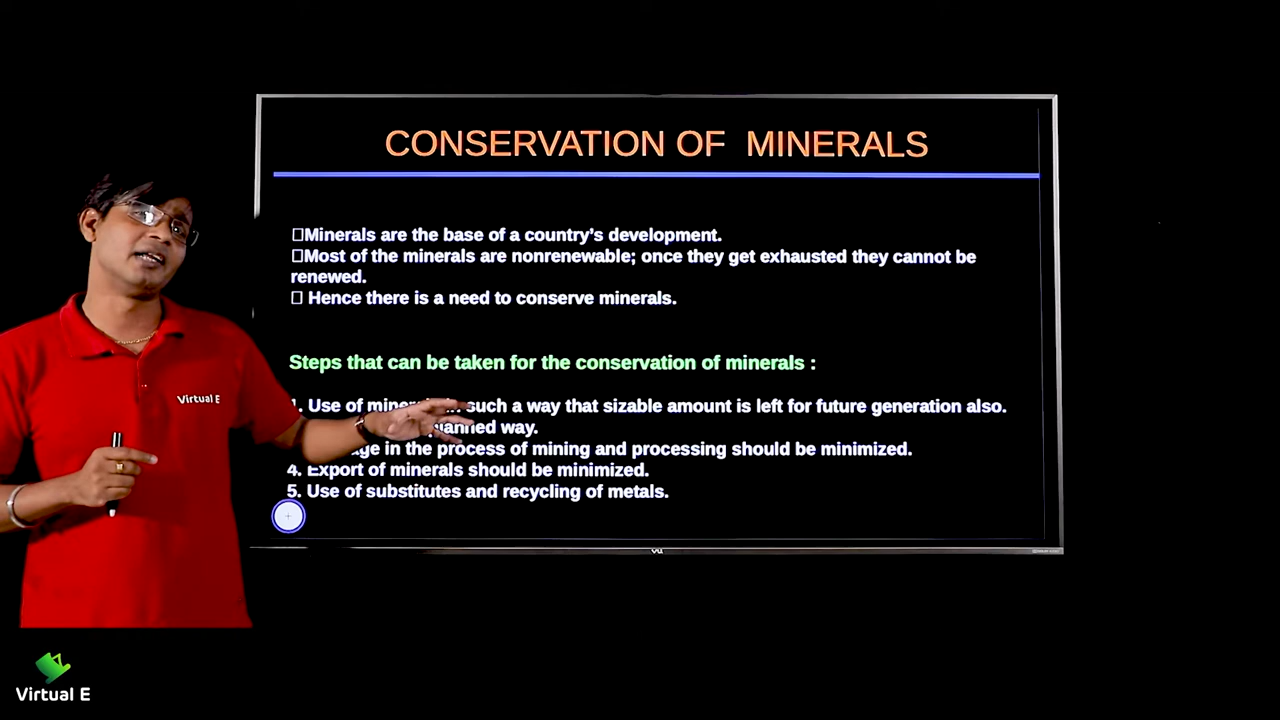 CONSERVATION OF MINERALS
Minerals are the base of a country's development.
Most of the minerals are nonrenewable; once they get exhausted they cannot be
renewed.
Hence there is a need to conserve minerals.
Steps that can be taken for the conservation of minerals :
1. Use of such a way that sizable amount is left for future generation also.
way.
in the process of mining and processing should be minimized.
4. Export of minerals should be minimized.
5. Use of substitutes and recycling of metals.
Virtual E
Vu
Virtual E